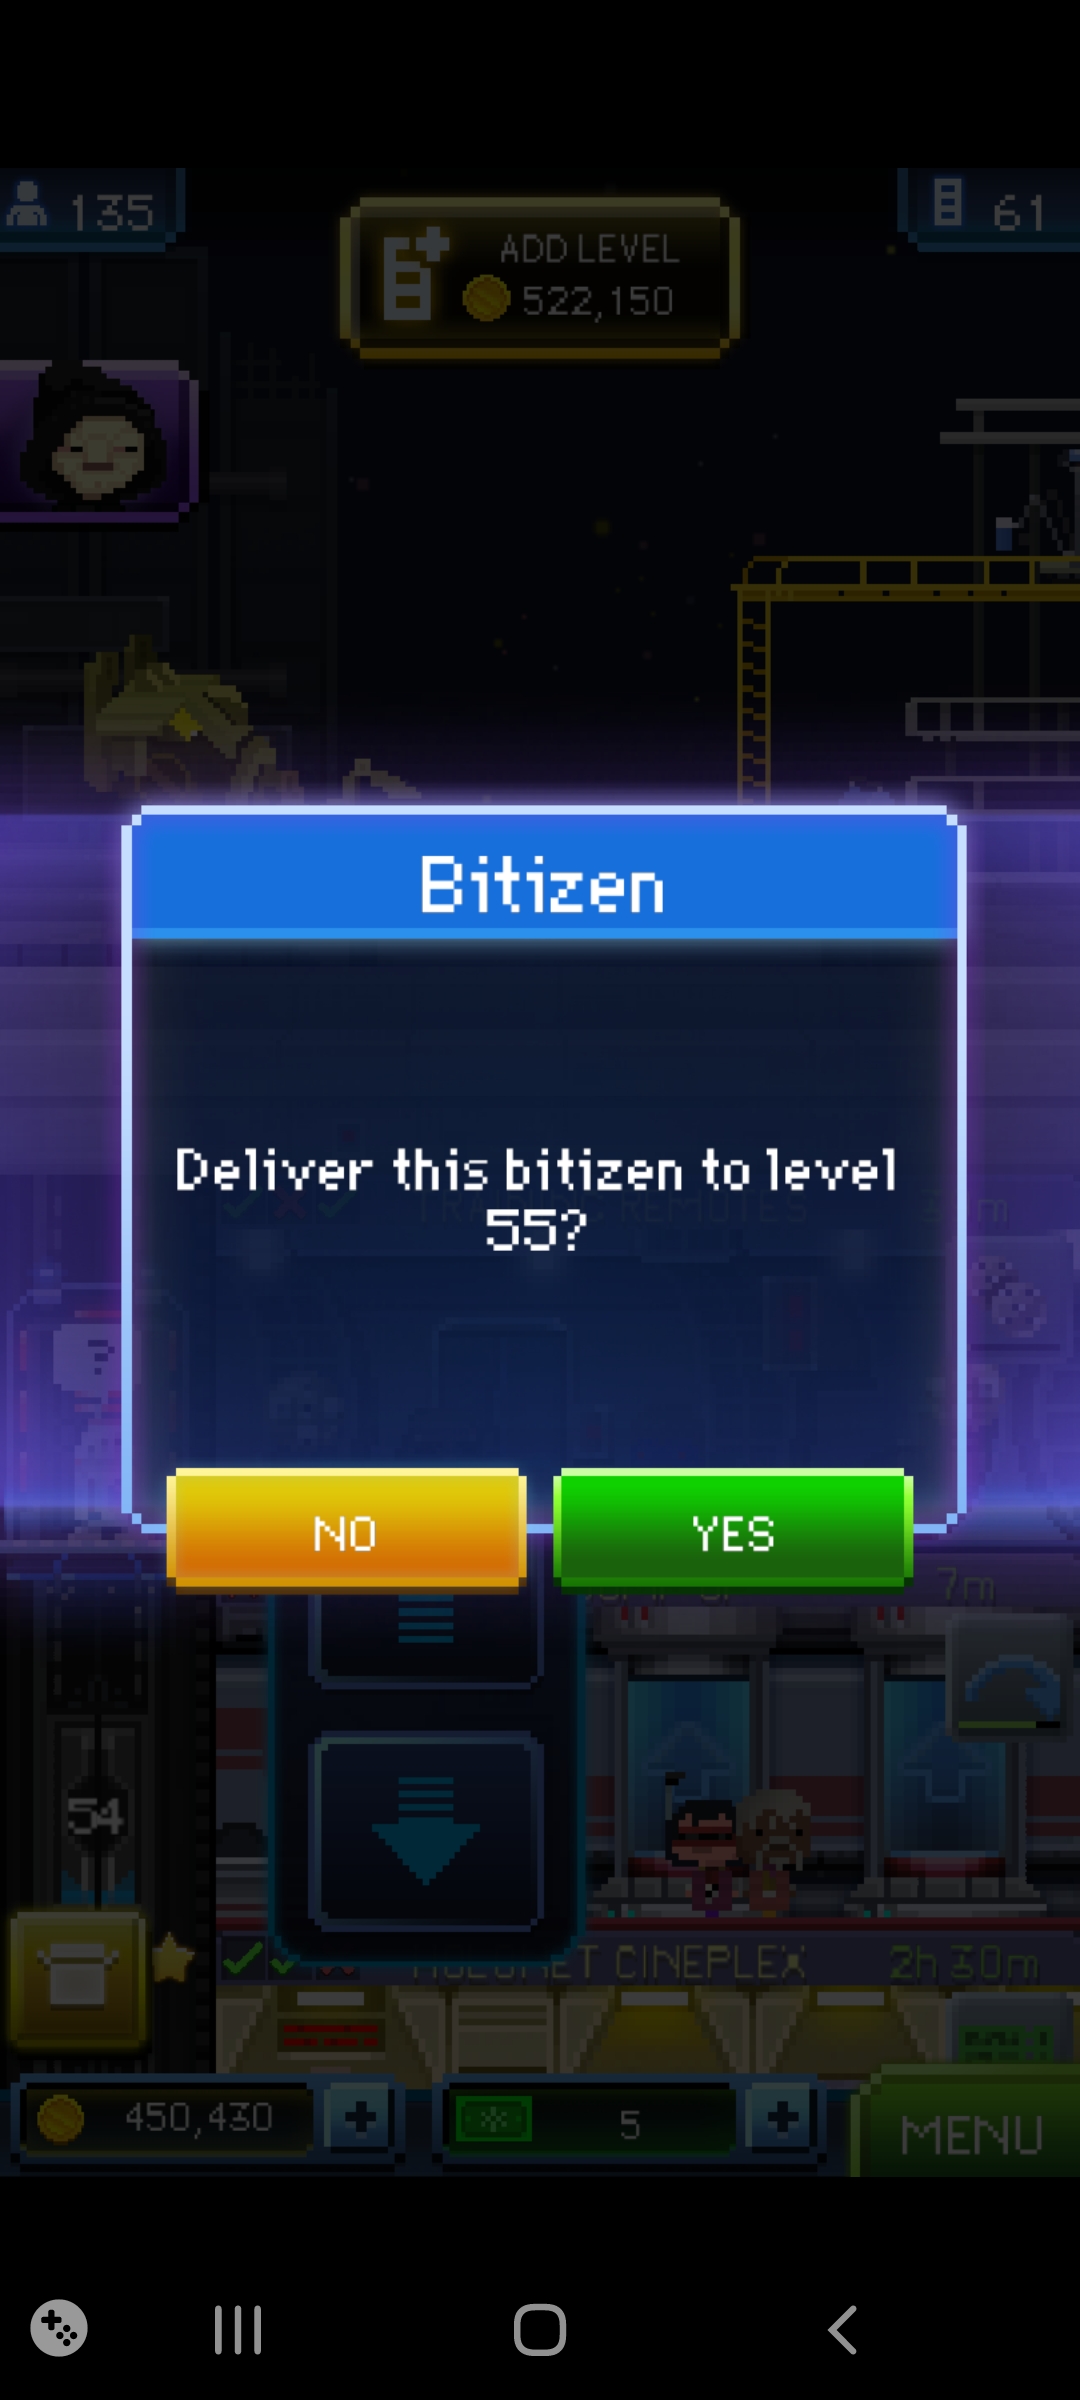 135
ADD LEVEL
522,150
61
Bitizen
Deliver this bitizen to level
55?
REMOTES
?
NO
YES
7m
54
CINEPLEX
2h 30m
450,430
+
5
+
MENU